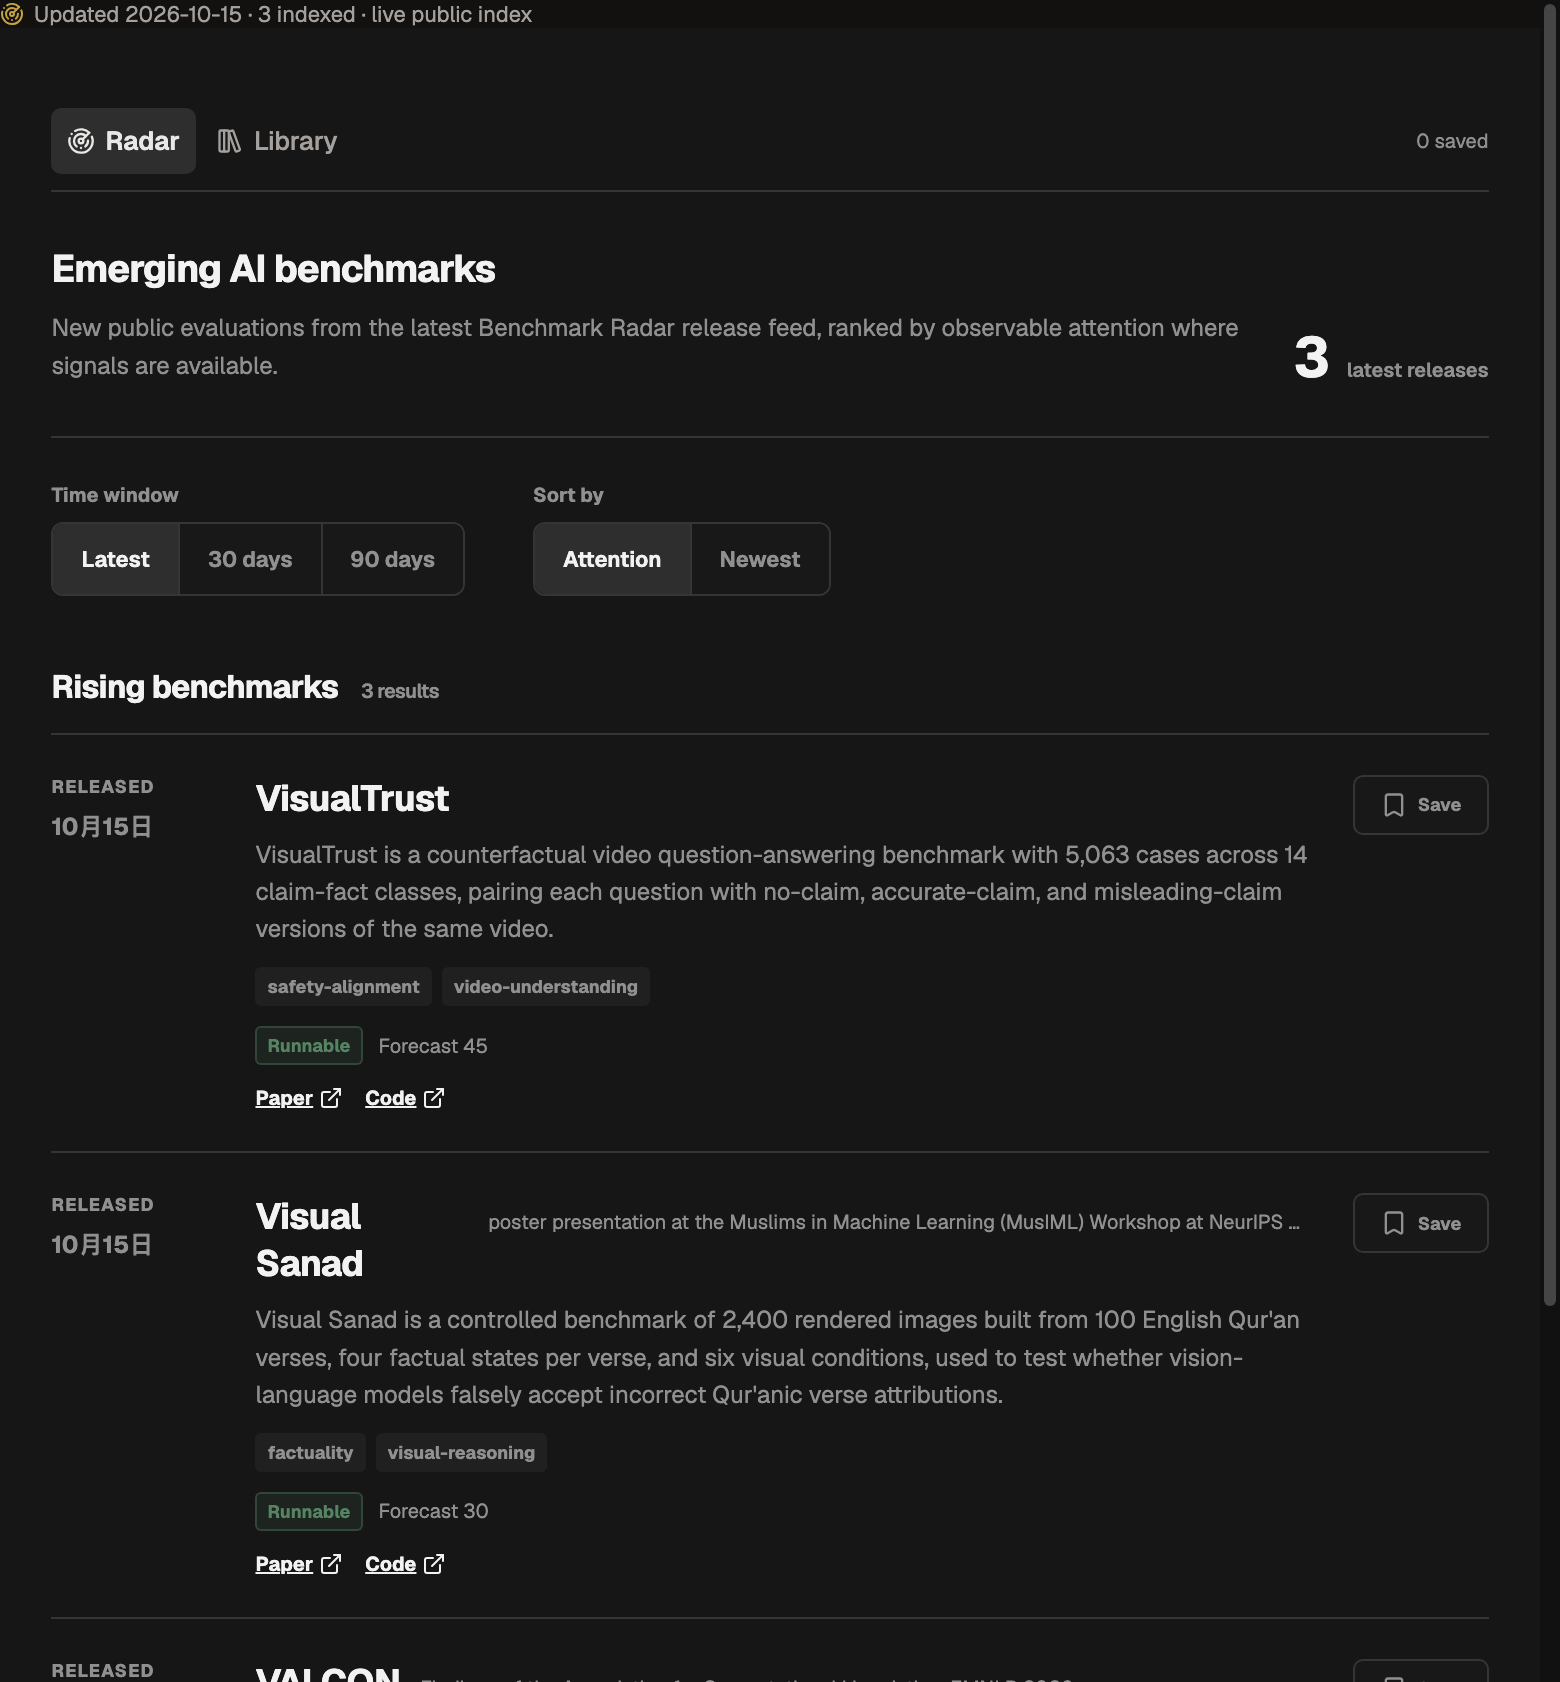 Updated 2026-10-15 · 3 indexed · live public index
Radar
Library
0 saved
Emerging AI benchmarks
New public evaluations from the latest Benchmark Radar release feed, ranked by observable attention where
signals are available.
3 latest releases
Time window
Sort by
Latest
30 days
90 days
Attention
Newest
Rising benchmarks 3 results
RELEASED
10月15日
VisualTrust
Save
VisualTrust is a counterfactual video question-answering benchmark with 5,063 cases across 14
claim-fact classes, pairing each question with no-claim, accurate-claim, and misleading-claim
versions of the same video.
safety-alignment
video-understanding
Runnable
Forecast 45
Paper
Code
RELEASED
10月15日
Visual
Sanad
poster presentation at the Muslims in Machine Learning (MusIML) Workshop at NeurIPS ...
Save
Visual Sanad is a controlled benchmark of 2,400 rendered images built from 100 English Qur'an
verses, four factual states per verse, and six visual conditions, used to test whether vision-
language models falsely accept incorrect Qur'anic verse attributions.
factuality
visual-reasoning
Runnable
Forecast 30
Paper
Code
RELEASED
VALCON